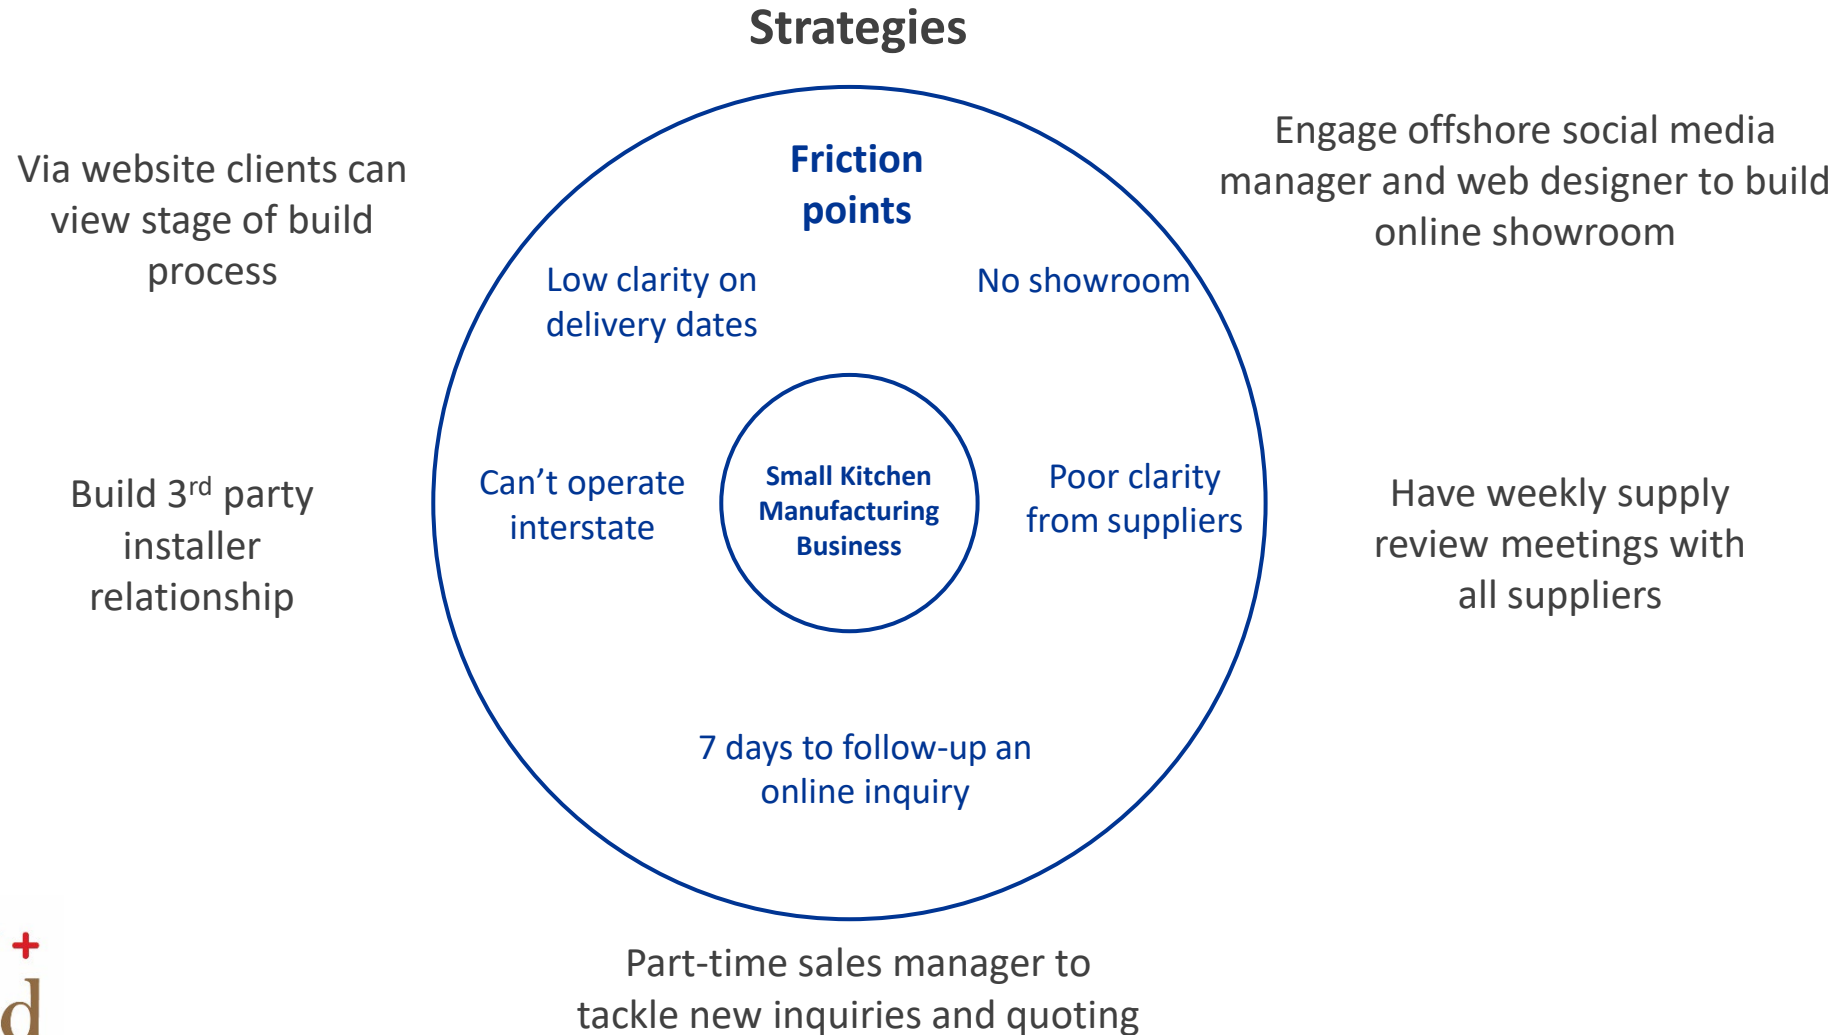 Strategies
Via website clients can
view stage of build
process
Engage offshore social media
manager and web designer to build
online showroom
Friction
points
Low clarity on
delivery dates
No showroom
Build 3rd party
installer
relationship
Can’t operate
interstate
Small Kitchen
Manufacturing
Business
Poor clarity
from suppliers
Have weekly supply
review meetings with
all suppliers
7 days to follow-up an
online inquiry
Part-time sales manager to
tackle new inquiries and quoting
+
d